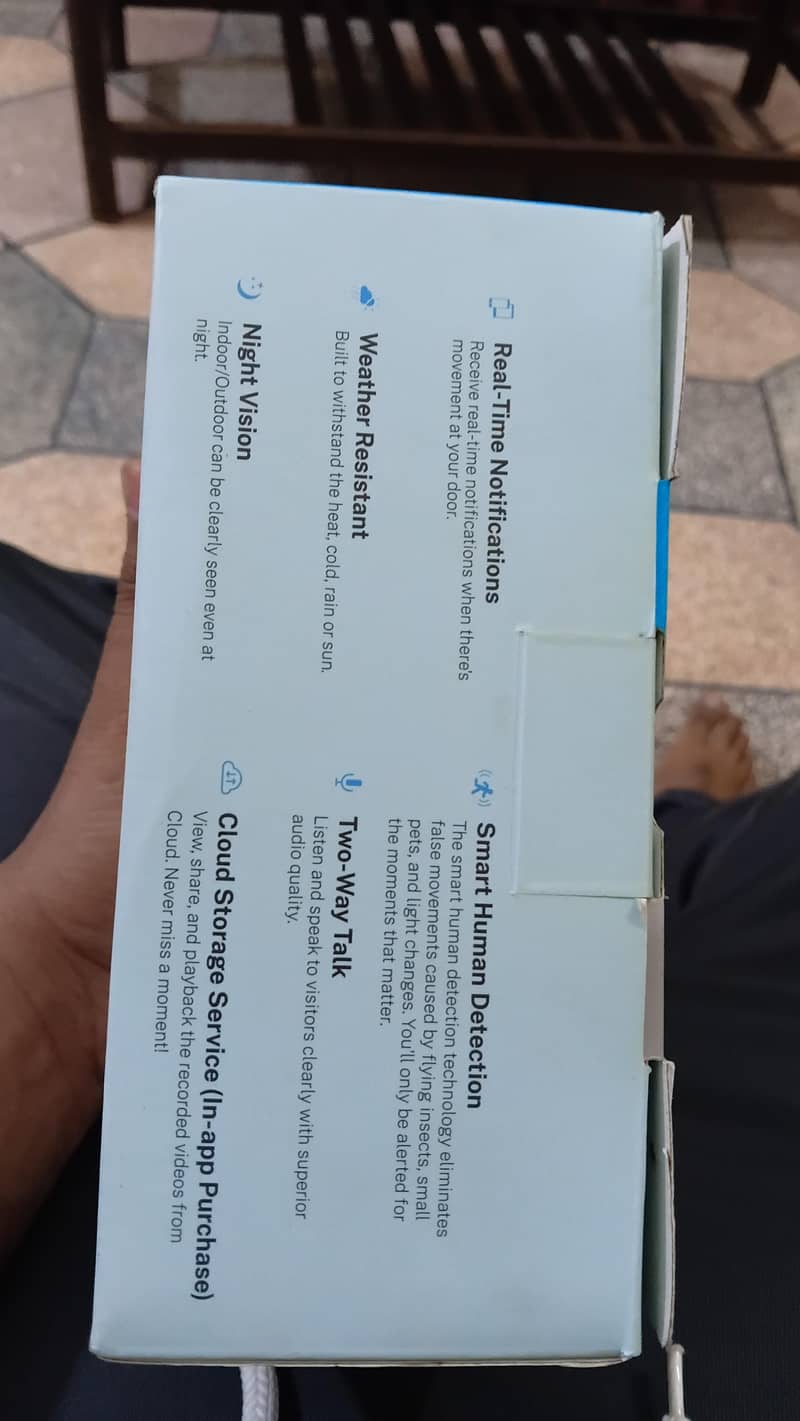 Real-Time Notifications
Receive real-time notifications when there's
movement at your door.
Weather Resistant
Built to withstand the heat, cold, rain or sun.
Night Vision
Indoor/Outdoor can be clearly seen even at
night.
Smart Human Detection
The smart human detection technology eliminates
false movements caused by flying insects, small
pets, and light changes. You'll only be alerted for
the moments that matter.
Two-Way Talk
Listen and speak to visitors clearly with superior
audio quality.
Cloud Storage Service (In-app Purchase)
View, share, and playback the recorded videos from
Cloud. Never miss a moment!